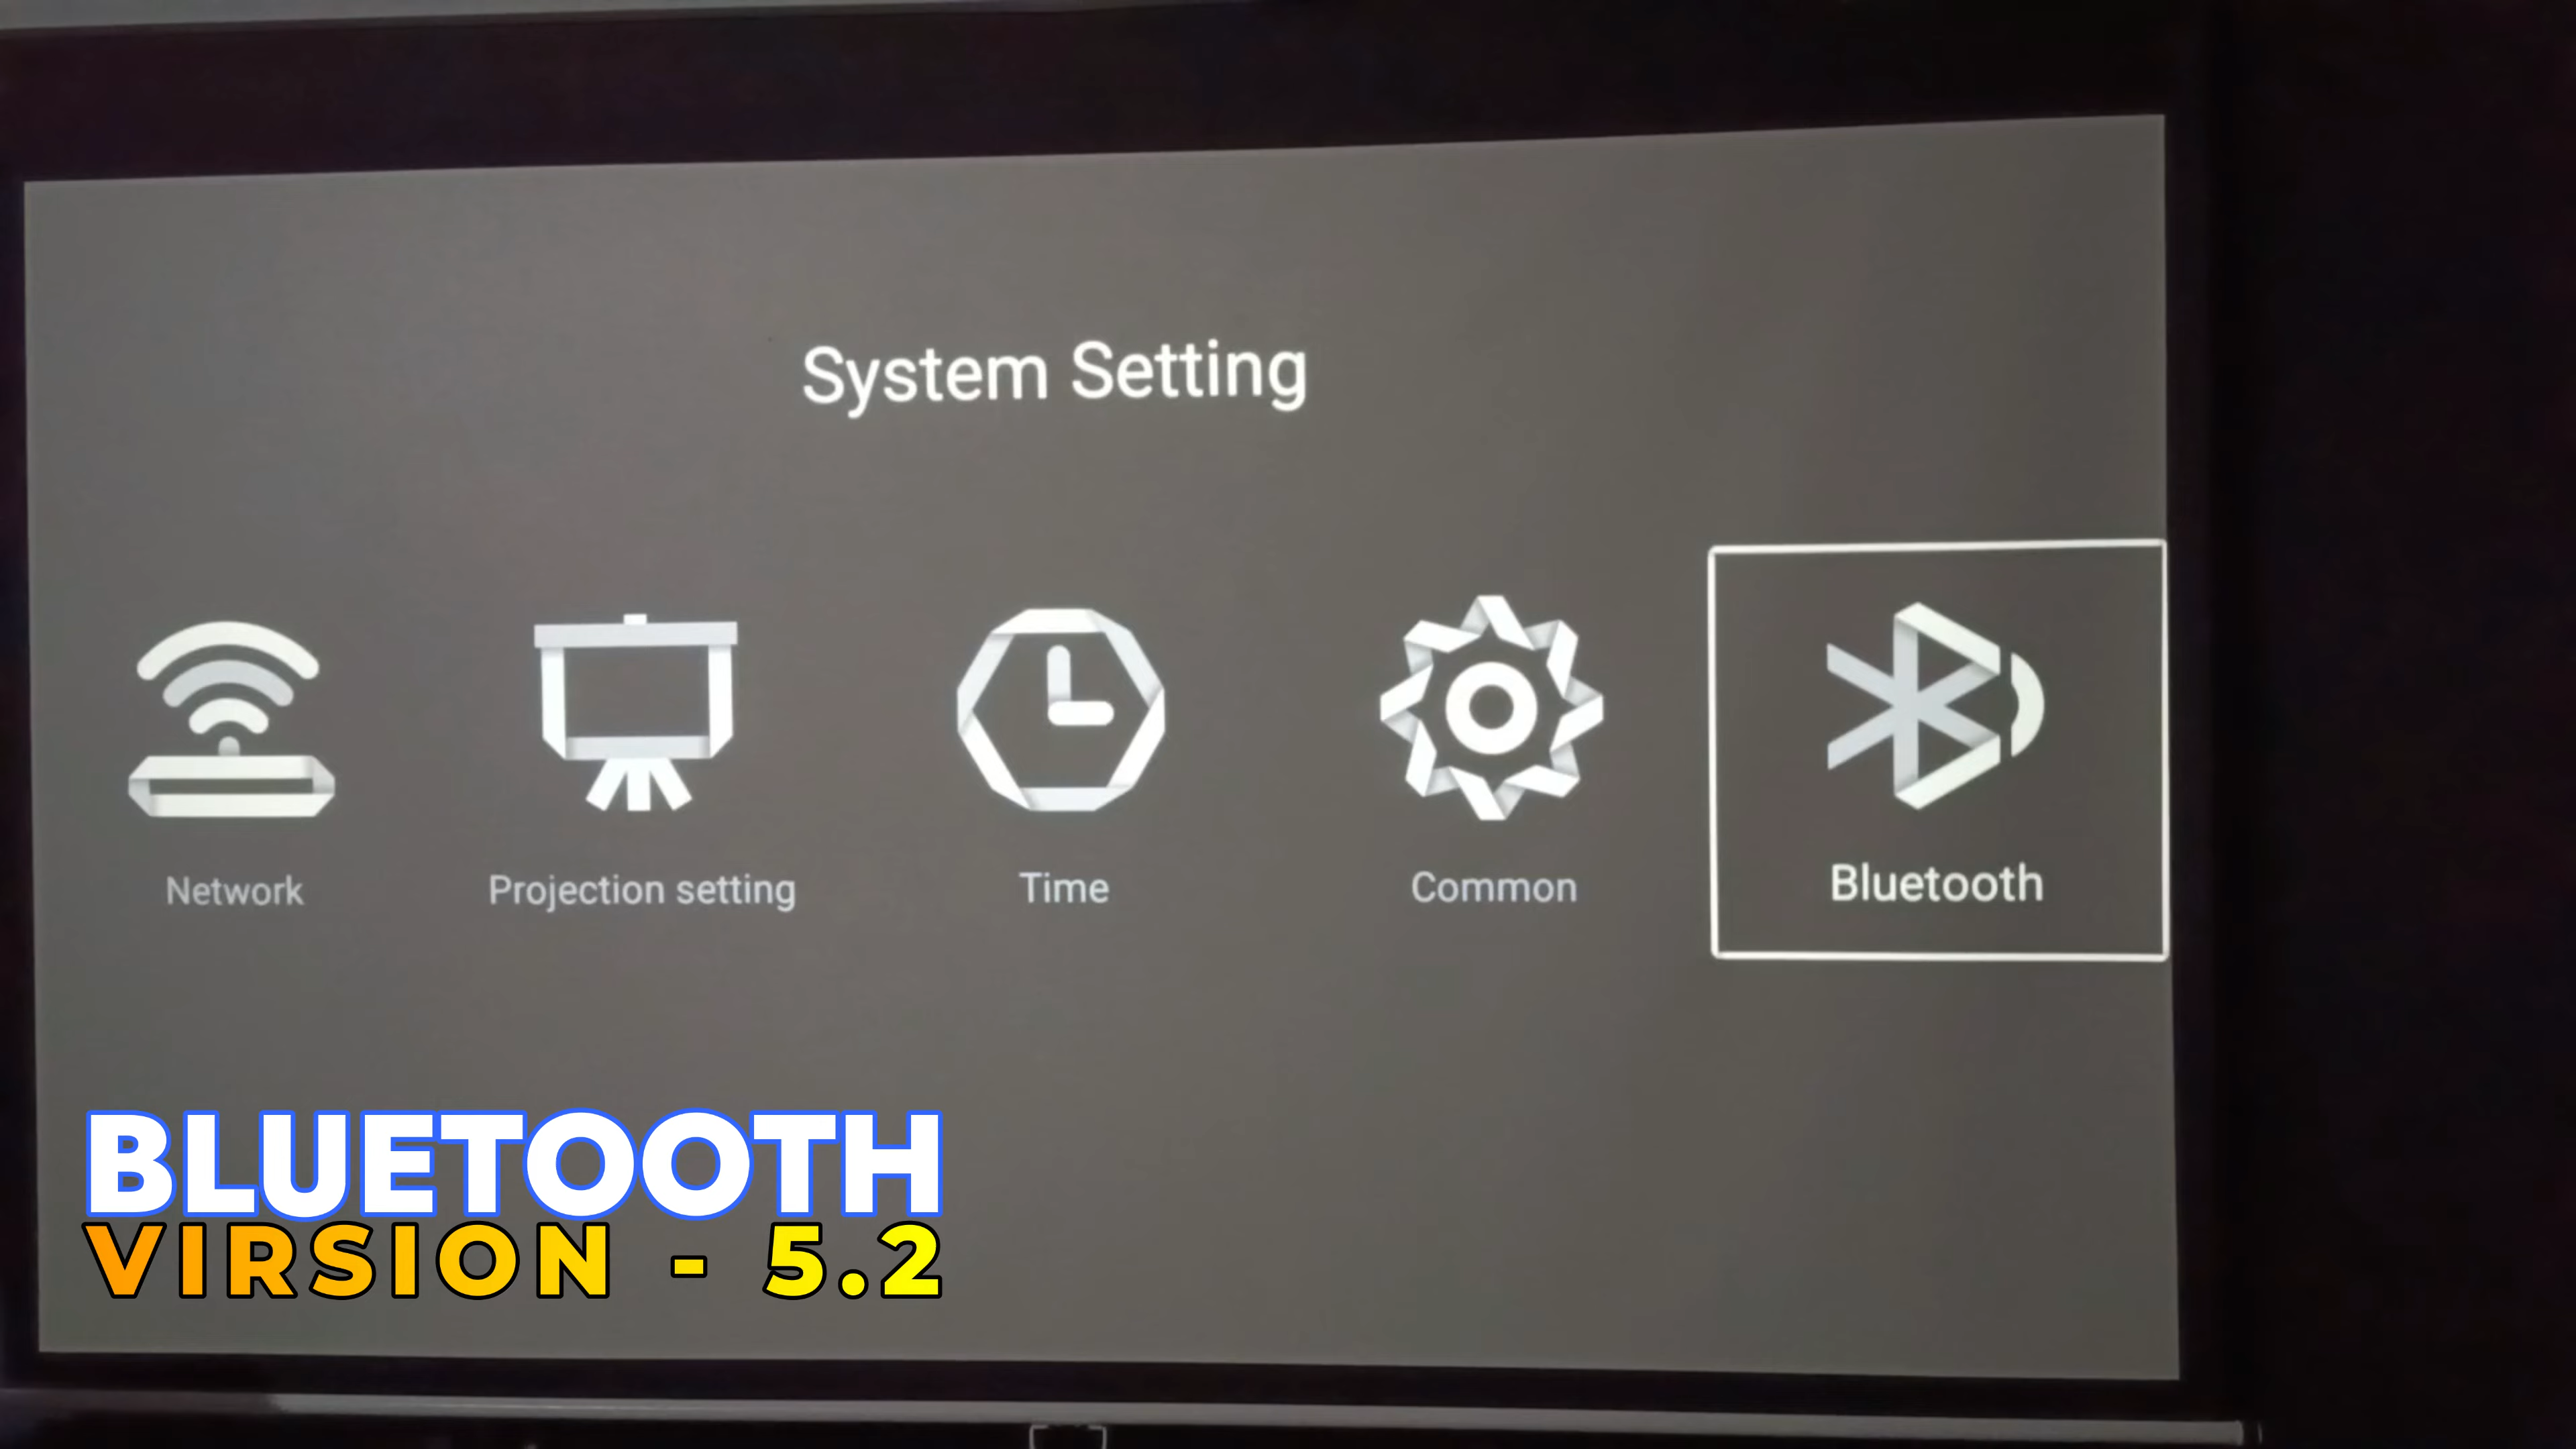 System Setting
Network
Projection setting
Time
Common
Bluetooth
BLUETOOTH
VIRSION - 5.2